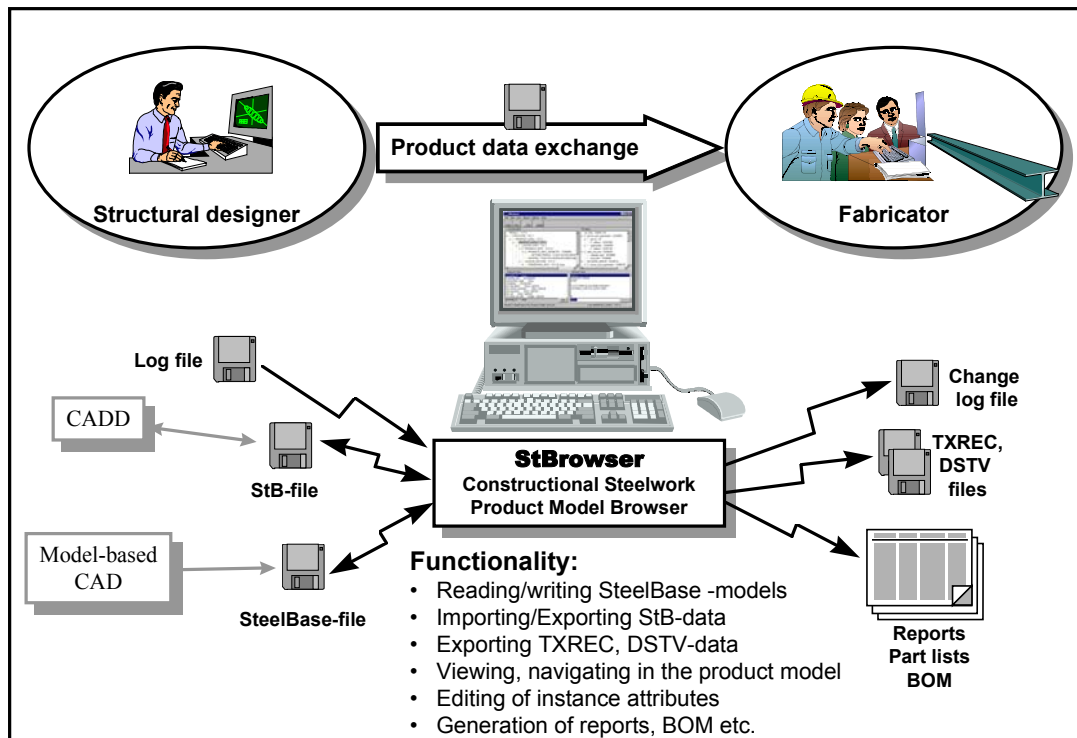 Product data exchange
Structural designer
Fabricator
Log file
CADD
StB-file
Model-based
CAD
SteelBase-file
StBrowser
Constructional Steelwork
Product Model Browser
Change
log file
TXREC,
DSTV
files
Reports
Part lists
BOM
Functionality:
• Reading/writing SteelBase -models
• Importing/Exporting StB-data
• Exporting TXREC, DSTV-data
• Viewing, navigating in the product model
• Editing of instance attributes
• Generation of reports, BOM etc.